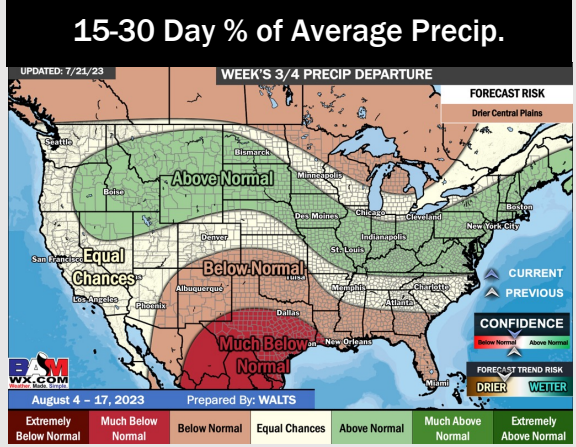 15-30 Day % of Average Precip.
UPDATED: 7/21/23
WEEK'S 3/4 PRECIP DEPARTURE
FORECAST RISK
Drier Central Plains
Seattle
Bismarck
Above Normal
Minneapolis
Boise
Boston
Chicago
Cleveland
Des Moines
New York City
Indianapolis
Denver
St. Louis
San Francisco
Equal
Chances
Below Normal
Tulsa
CURRENT
Albuquerque
Memphis
Charlotte
PREVIOUS
Los Angeles
Phoenix
Atlanta
Dallas
CONFIDENCE
Much Below
Normal
New Orleans
Below Normal
Above Normal
BAM
WX.COM
Weather. Made. Simple.
FORECAST TREND RISK
DRIER
WETTER
Miami
August 4 – 17, 2023
Prepared By: WALTS
Extremely
Below Normal
Much Below
Normal
Below Normal
Equal Chances
Above Normal
Much Above
Normal
Extremely
Above Normal